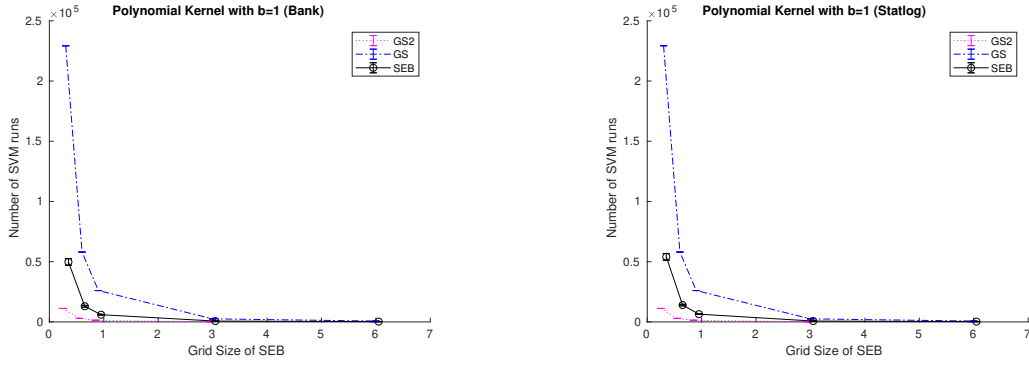 Polynomial Kernel with b=1 (Bank)
×10^5
2.5
2
1.5
1
0.5
0
Number of SVM runs
0 1 2 3 4 5 6 7
Grid Size of SEB
GS2
GS
SEB
Polynomial Kernel with b=1 (Statlog)
×10^5
2.5
2
1.5
1
0.5
0
Number of SVM runs
0 1 2 3 4 5 6 7
Grid Size of SEB
GS2
GS
SEB